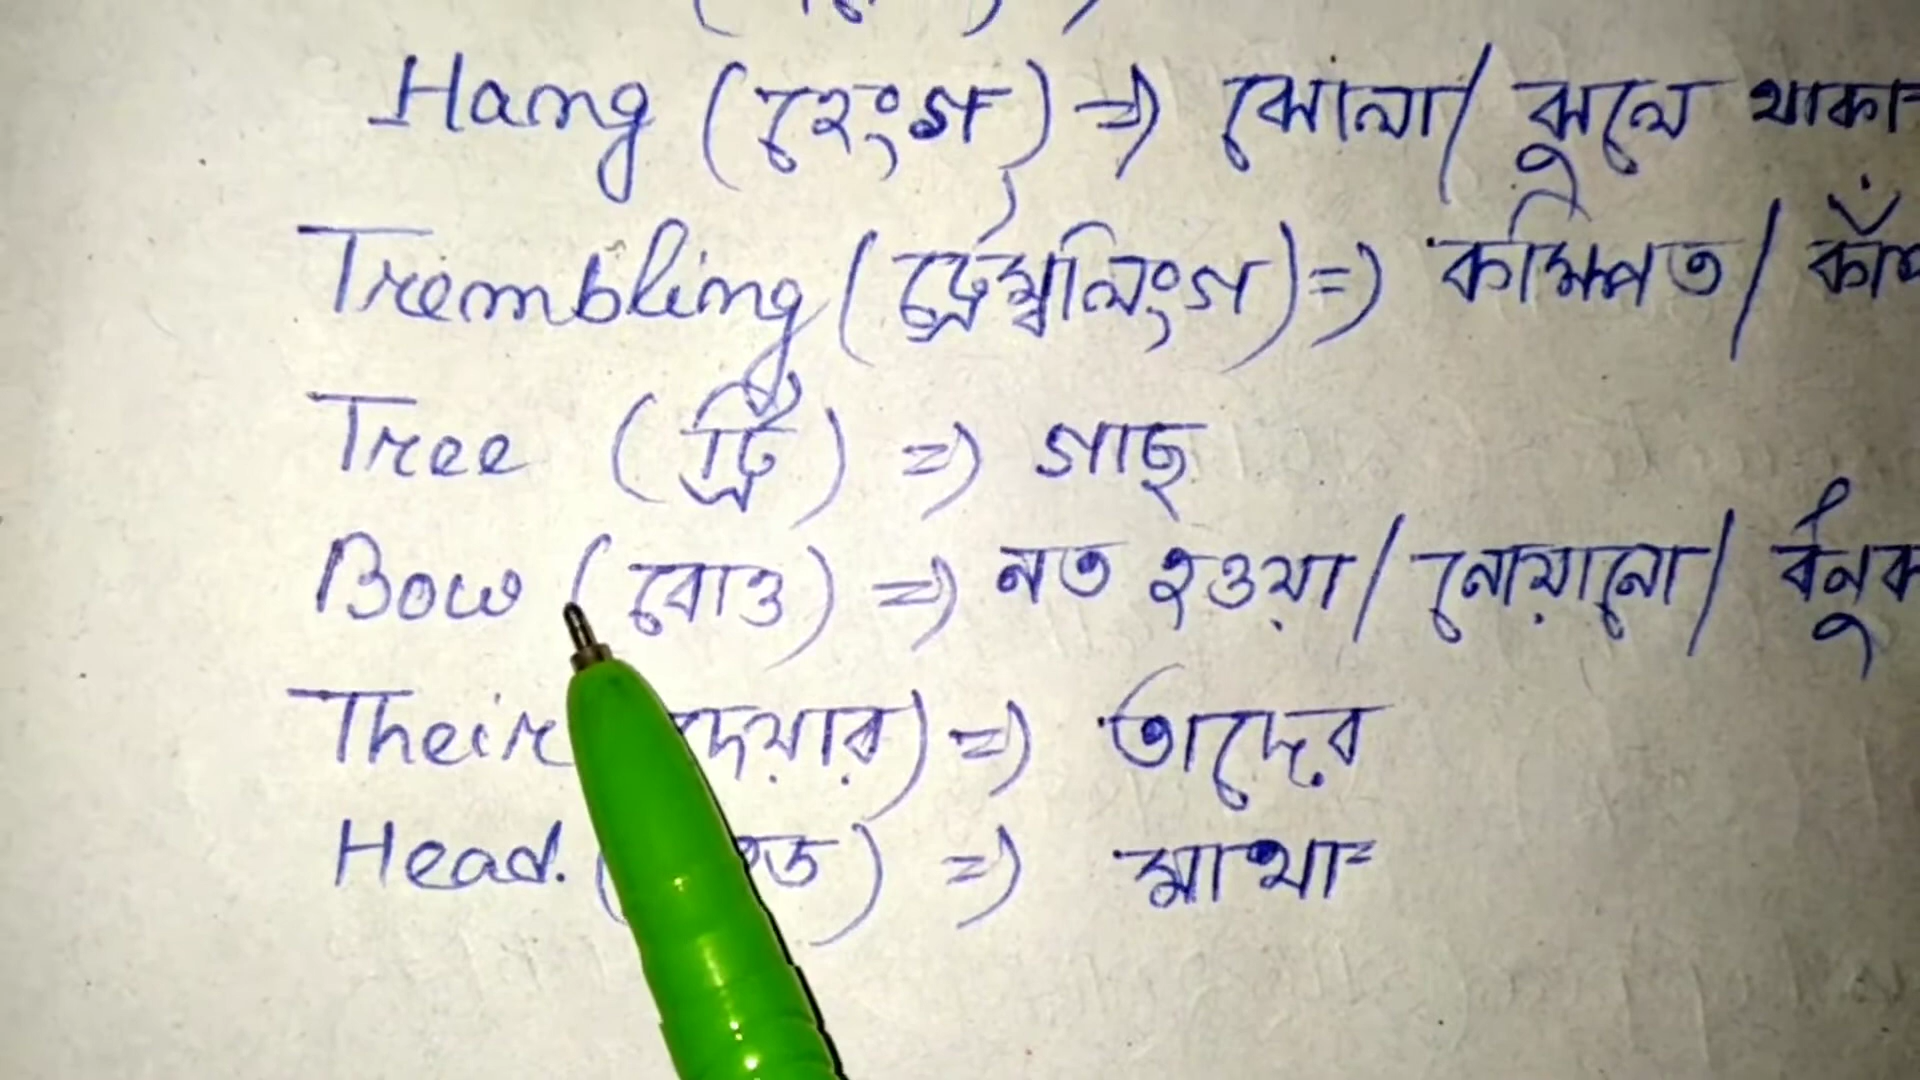 Hang (হেংগ) => ঝোলা/ ঝুলে থাকা
Trembling (ট্রেম্বলিংগ) => কম্পিত /
Tree (ট্রি) => গাছ
Bow (বোও) => নত হওয়া/ নোয়ানো/
Their দেয়ার) => তাদের
Head. ( ড) => মাথা